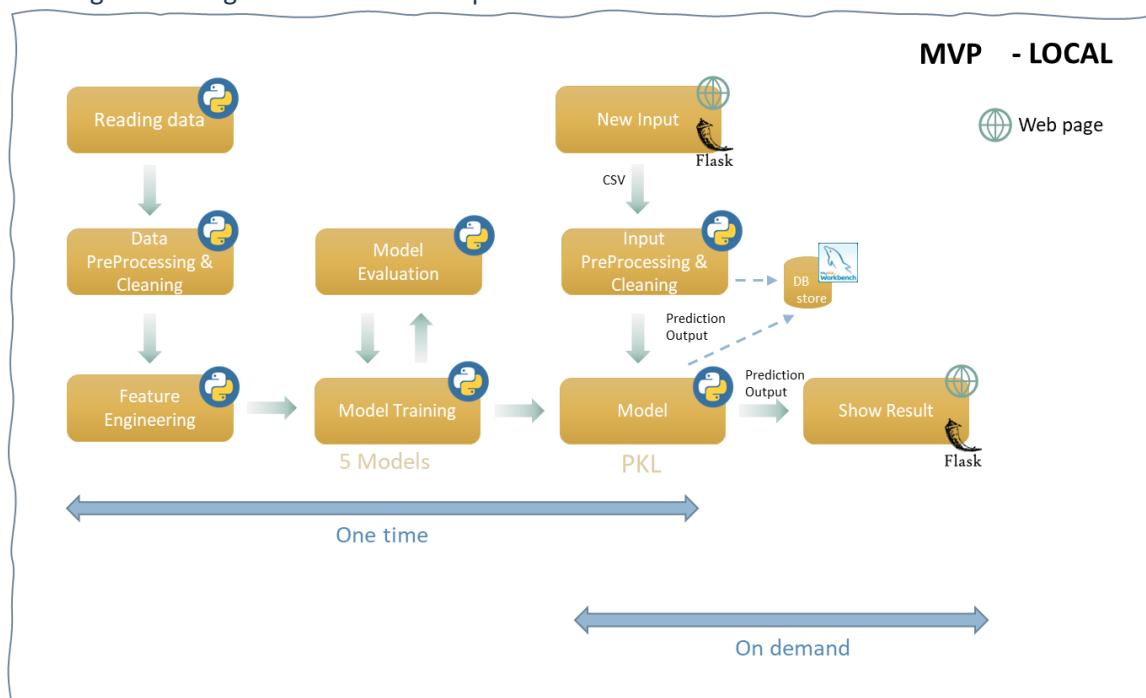 MVP - LOCAL
Web page
Reading data
New Input
Flask
CSV
Data
PreProcessing &
Cleaning
Model
Evaluation
Input
PreProcessing &
Cleaning
Workbench
DB
store
Prediction
Output
Feature
Engineering
Model Training
Model
Prediction
Output
Show Result
Flask
5 Models
PKL
One time
On demand